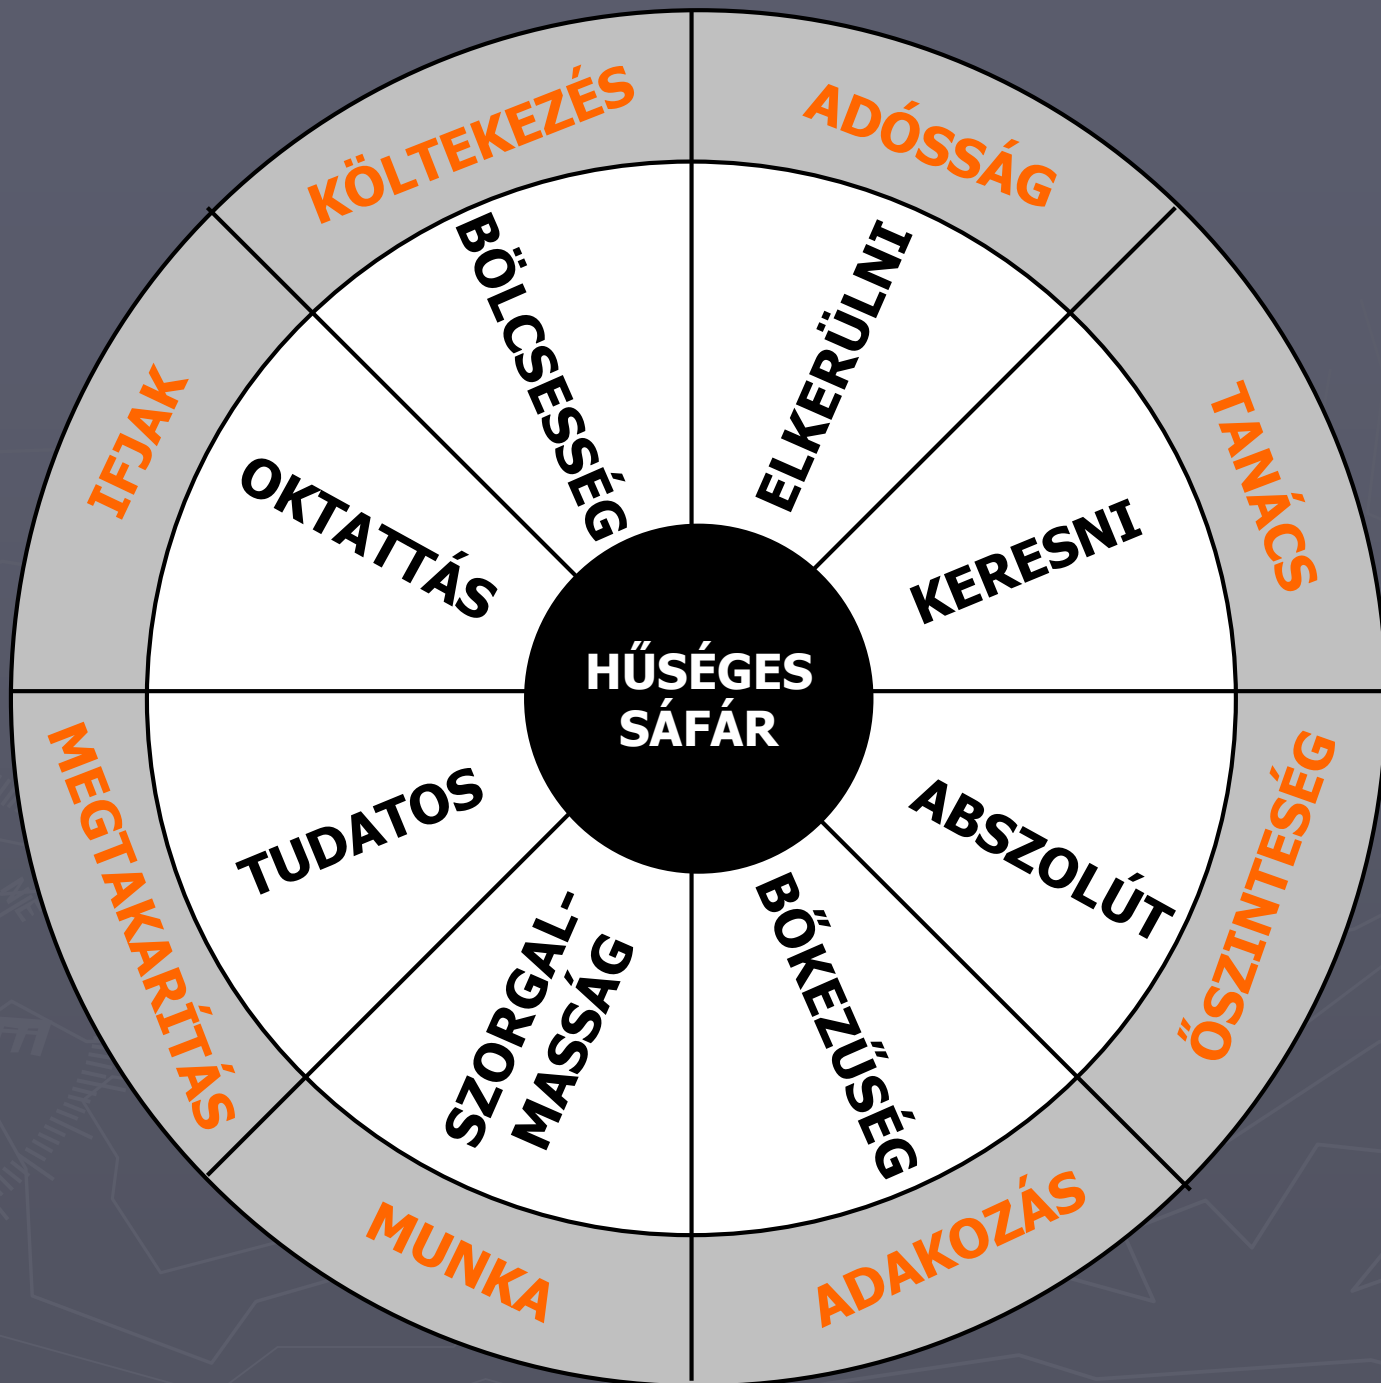 KÖLTEKEZÉS
ADÓSSÁG
BÖLCSESSÉG
ELKERÜLNI
IFJAK
TANÁCS
OKTATTÁS
KERESNI
HŰSÉGES
SÁFÁR
MEGTAKARÍTÁS
TUDATOS
ABSZOLÚT
ŐSZINTESÉG
SZORGAL-
MASSÁG
BŐKEZŰSÉG
MUNKA
ADAKOZÁS